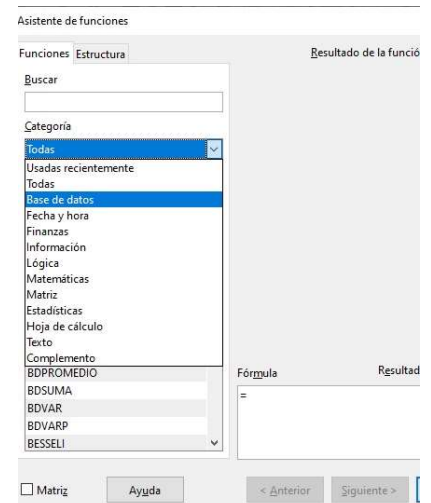 Asistente de funciones
Funciones Estructura
Resultado de la funció
Buscar
Categoría
Todas
Usadas recientemente
Todas
Base de datos
Fecha y hora
Finanzas
Información
Lógica
Matemáticas
Matriz
Estadísticas
Hoja de cálculo
Texto
Complemento
BDPROMEDIO
BDSUMA
BDVAR
BDVARP
BESSELI
Fórmula
Resultad
=
Matriz
Ayuda
< Anterior
Siguiente >